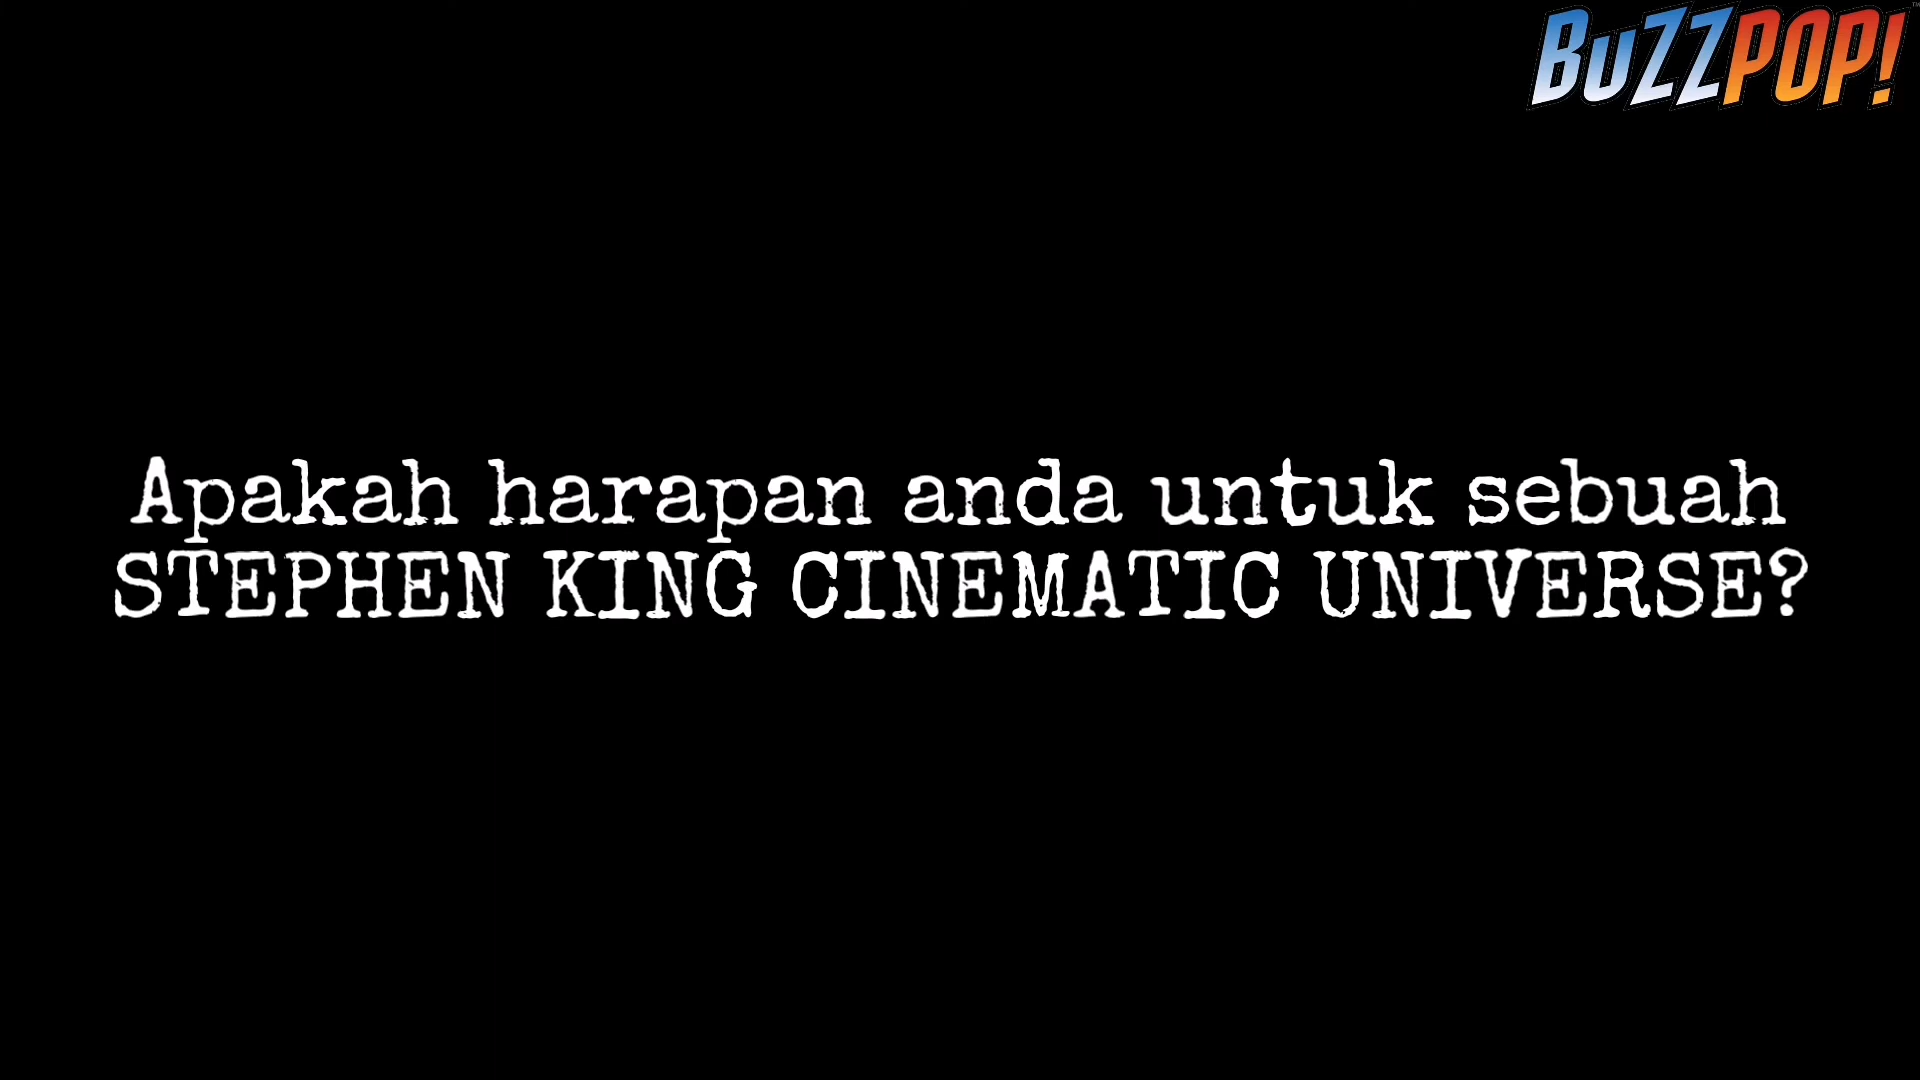 BuZZPOP!
Apakah harapan anda untuk sebuah
STEPHEN KING CINEMATIC UNIVERSE?